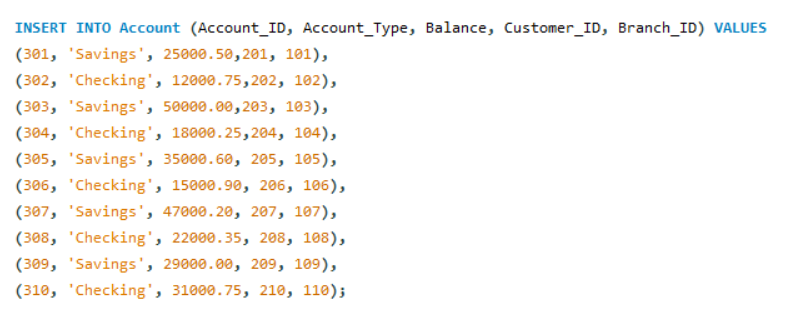 INSERT INTO Account (Account_ID, Account_Type, Balance, Customer_ID, Branch_ID) VALUES
(301, 'Savings', 25000.50,201, 101),
(302, 'Checking', 12000.75,202, 102),
(303, 'Savings', 50000.00,203, 103),
(304, 'Checking', 18000.25,204, 104),
(305, 'Savings', 35000.60, 205, 105),
(306, 'Checking', 15000.90, 206, 106),
(307, 'Savings', 47000.20, 207, 107),
(308, 'Checking', 22000.35, 208, 108),
(309, 'Savings', 29000.00, 209, 109),
(310, 'Checking', 31000.75, 210, 110);